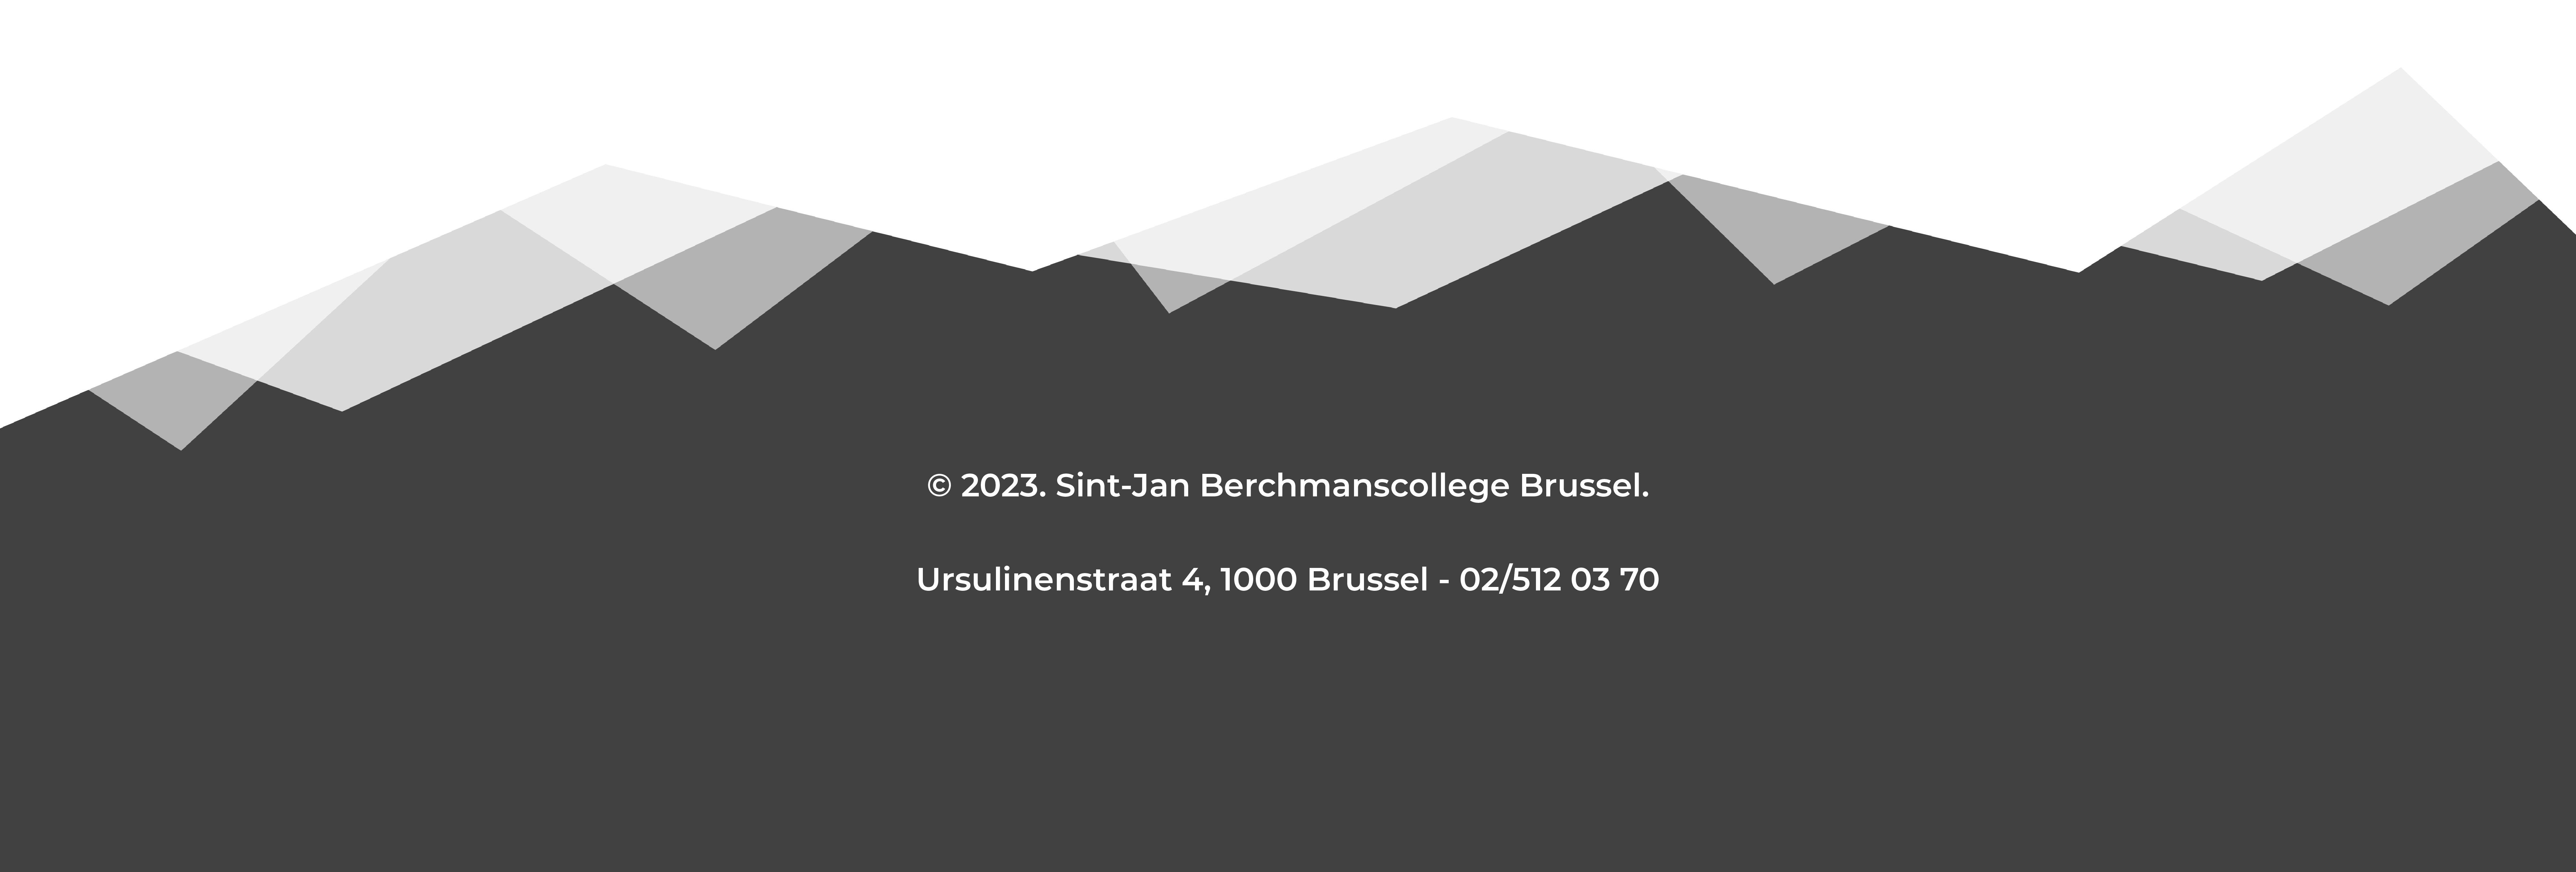 © 2023. Sint-Jan Berchmanscollege Brussel.
Ursulinenstraat 4, 1000 Brussel - 02/512 03 70